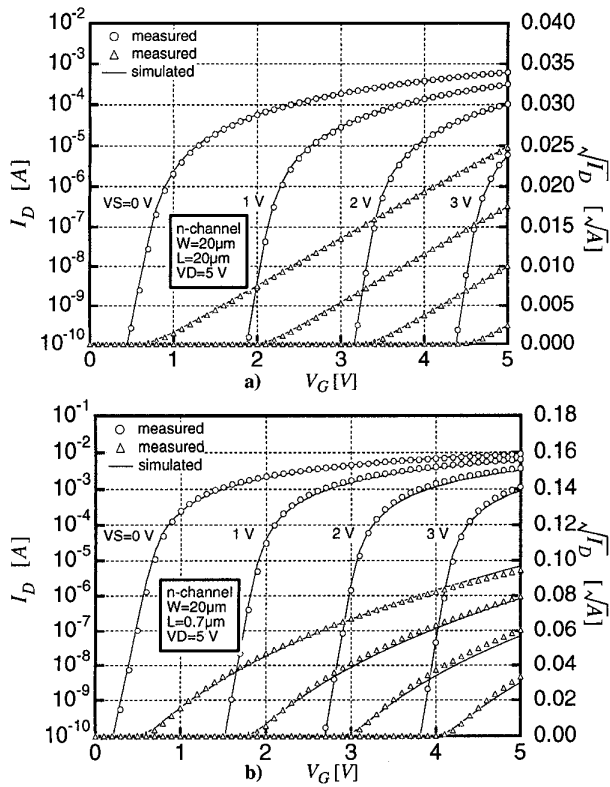 10⁻²
10⁻³
10⁻⁴
10⁻⁵
10⁻⁶
10⁻⁷
10⁻⁸
10⁻⁹
10⁻¹⁰
I_D [A]
○ measured
△ measured
— simulated
VS=0 V
1 V
2 V
3 V
n-channel
W=20µm
L=20µm
VD=5 V
0.040
0.035
0.030
0.025
0.020
0.015
0.010
0.005
0.000
√I_D [√A]
0 1 2 3 4 5
a) V_G [V]
10⁻¹
10⁻²
10⁻³
10⁻⁴
10⁻⁵
10⁻⁶
10⁻⁷
10⁻⁸
10⁻⁹
10⁻¹⁰
I_D [A]
○ measured
△ measured
— simulated
VS=0 V
1 V
2 V
3 V
n-channel
W=20µm
L=0.7µm
VD=5 V
0.18
0.16
0.14
0.12
0.10
0.08
0.06
0.04
0.02
0.00
√I_D [√A]
0 1 2 3 4 5
b) V_G [V]